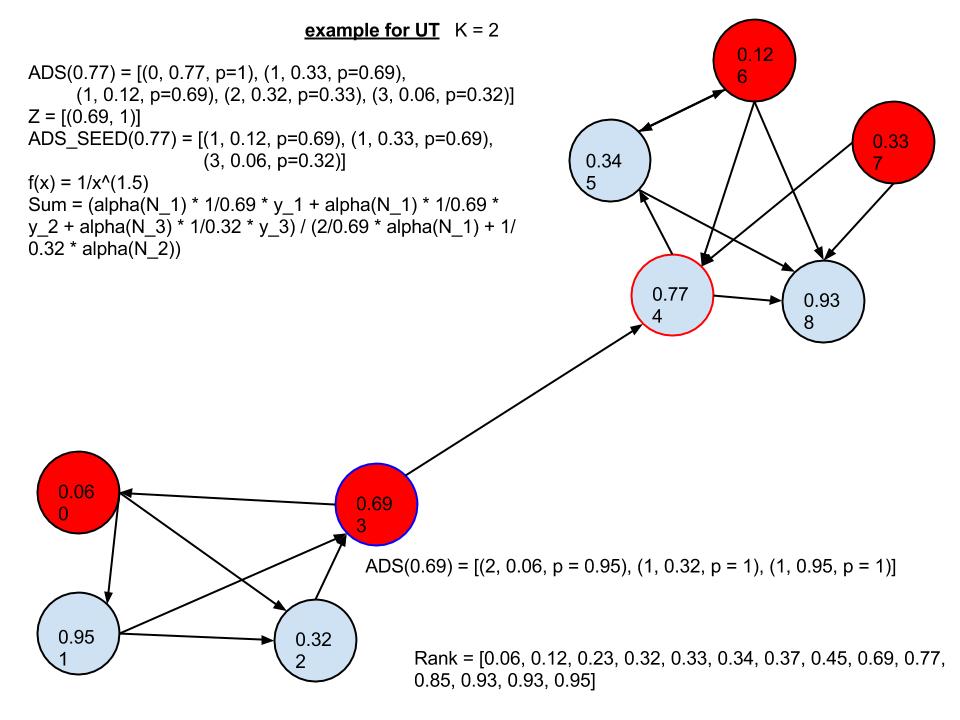 example for UT K = 2
ADS(0.77) = [(0, 0.77, p=1), (1, 0.33, p=0.69),
(1, 0.12, p=0.69), (2, 0.32, p=0.33), (3, 0.06, p=0.32)]
Z = [(0.69, 1)]
ADS_SEED(0.77) = [(1, 0.12, p=0.69), (1, 0.33, p=0.69),
(3, 0.06, p=0.32)]
f(x) = 1/x^(1.5)
Sum = (alpha(N_1) * 1/0.69 * y_1 + alpha(N_1) * 1/0.69 *
y_2 + alpha(N_3) * 1/0.32 * y_3) / (2/0.69 * alpha(N_1) + 1/
0.32 * alpha(N_2))
0.12
6
0.33
7
0.34
5
0.77
4
0.93
8
0.06
0
0.69
3
ADS(0.69) = [(2, 0.06, p = 0.95), (1, 0.32, p = 1), (1, 0.95, p = 1)]
0.95
1
0.32
2
Rank = [0.06, 0.12, 0.23, 0.32, 0.33, 0.34, 0.37, 0.45, 0.69, 0.77,
0.85, 0.93, 0.93, 0.95]